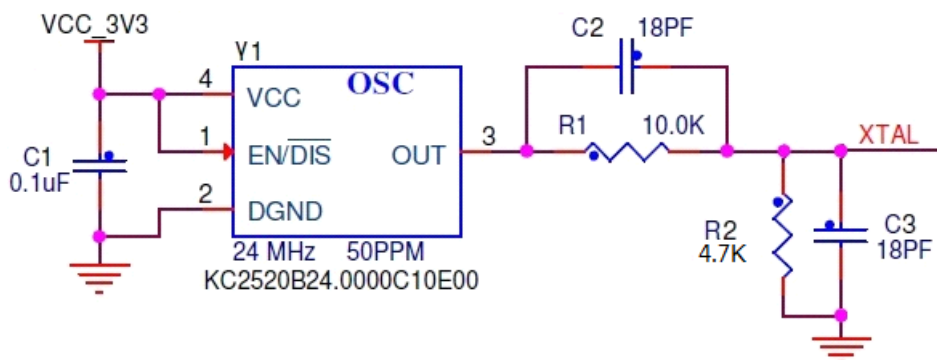 VCC_3V3
Y1
OSC
4
VCC
1
EN/DIS
OUT
3
2
DGND
C1
0.1uF
24 MHz 50PPM
KC2520B24.0000C10E00
C2 18PF
R1 10.0K
XTAL
R2
4.7K
C3
18PF